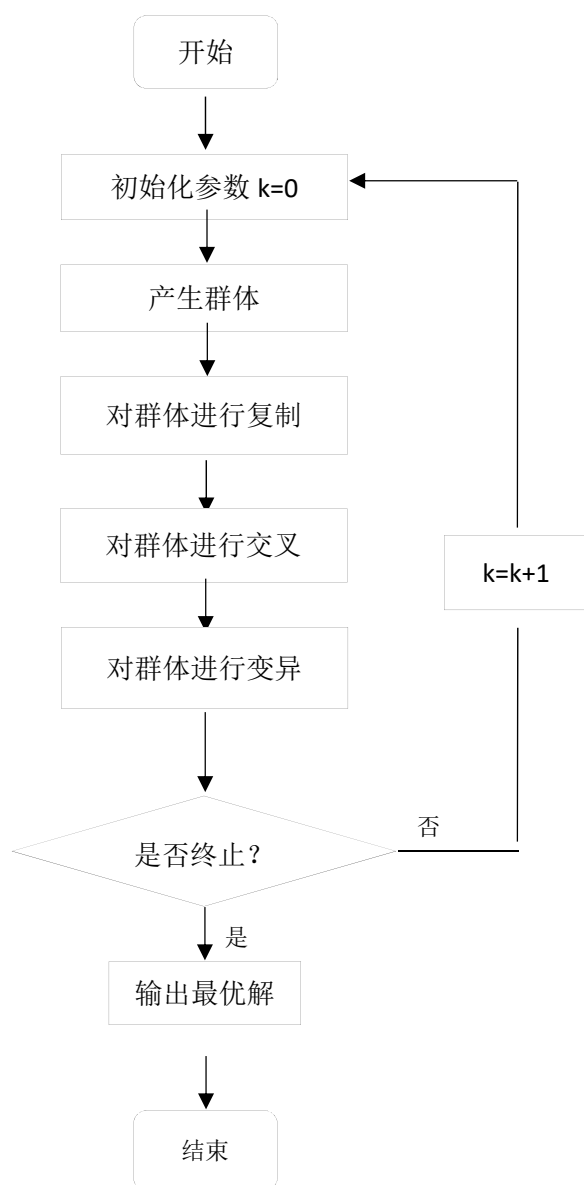 开始
初始化参数 k=0
产生群体
对群体进行复制
对群体进行交叉
k=k+1
对群体进行变异
否
是否终止？
是
输出最优解
结束